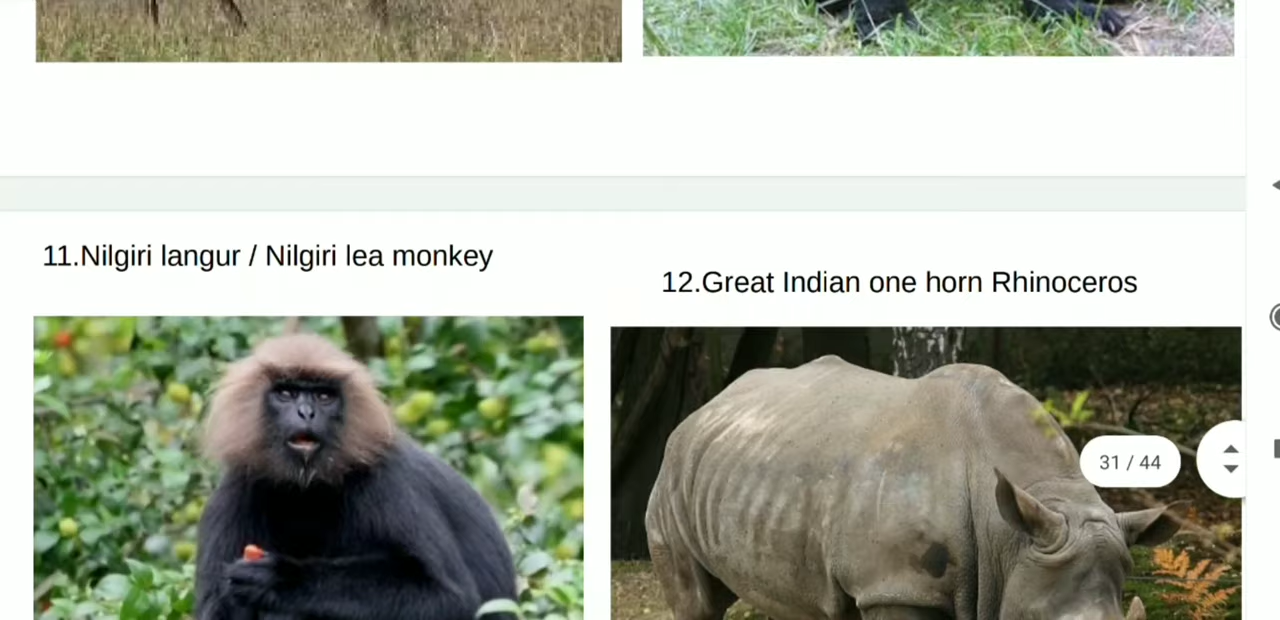 11.Nilgiri langur / Nilgiri lea monkey
12.Great Indian one horn Rhinoceros
31 / 44